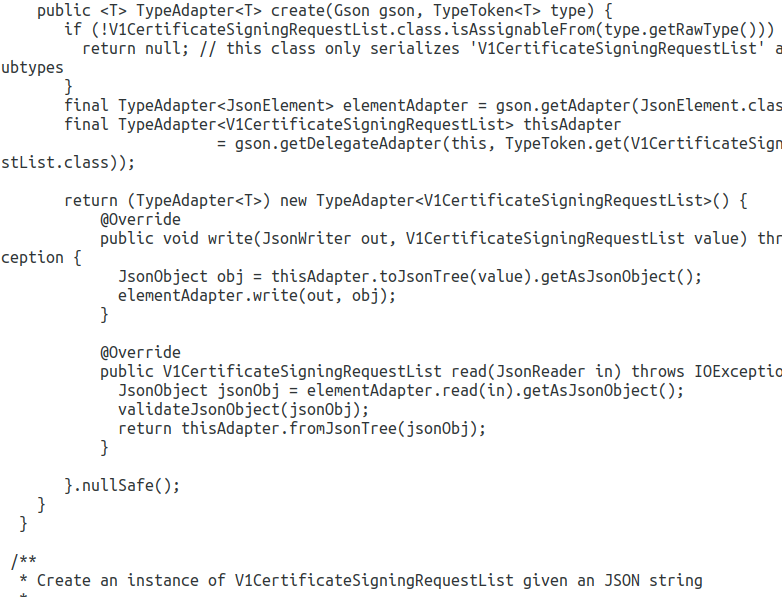 public <T> TypeAdapter<T> create(Gson gson, TypeToken<T> type) {
       if (!V1CertificateSigningRequestList.class.isAssignableFrom(type.getRawType()))
         return null; // this class only serializes 'V1CertificateSigningRequestList' a
ubtypes
       }
       final TypeAdapter<JsonElement> elementAdapter = gson.getAdapter(JsonElement.clas
       final TypeAdapter<V1CertificateSigningRequestList> thisAdapter
                        = gson.getDelegateAdapter(this, TypeToken.get(V1CertificateSign
stList.class));

       return (TypeAdapter<T>) new TypeAdapter<V1CertificateSigningRequestList>() {
           @Override
           public void write(JsonWriter out, V1CertificateSigningRequestList value) thr
ception {
             JsonObject obj = thisAdapter.toJsonTree(value).getAsJsonObject();
             elementAdapter.write(out, obj);
           }

           @Override
           public V1CertificateSigningRequestList read(JsonReader in) throws IOExceptio
             JsonObject jsonObj = elementAdapter.read(in).getAsJsonObject();
             validateJsonObject(jsonObj);
             return thisAdapter.fromJsonTree(jsonObj);
           }

       }.nullSafe();
    }
  }

 /**
  * Create an instance of V1CertificateSigningRequestList given an JSON string
  *